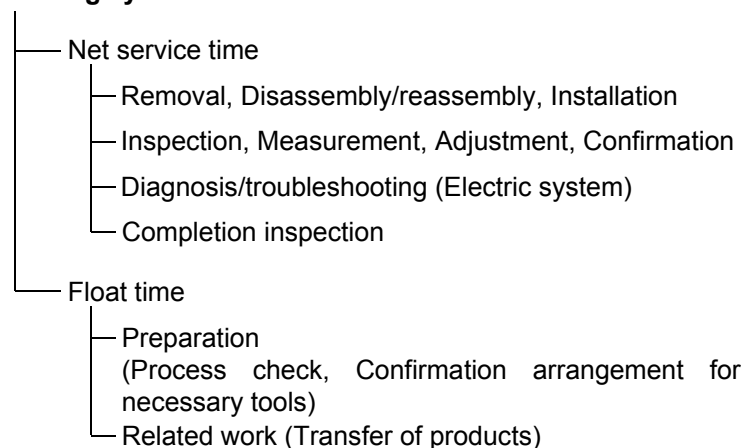 Net service time
Removal, Disassembly/reassembly, Installation
Inspection, Measurement, Adjustment, Confirmation
Diagnosis/troubleshooting (Electric system)
Completion inspection
Float time
Preparation
(Process check, Confirmation arrangement for
necessary tools)
Related work (Transfer of products)